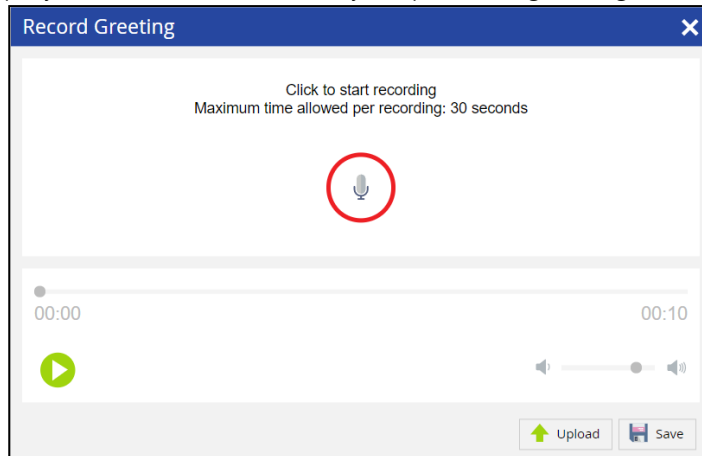 Record Greeting
Click to start recording
Maximum time allowed per recording: 30 seconds
00:00 00:10
Upload Save